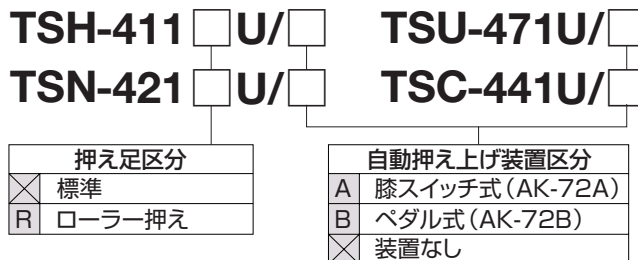 TSH-411□U/□ TSU-471U/□
TSN-421□U/□ TSC-441U/□
押え足区分
標準
R ローラー押え
自動押え上げ装置区分
A 膝スイッチ式(AK-72A)
B ペダル式(AK-72B)
装置なし